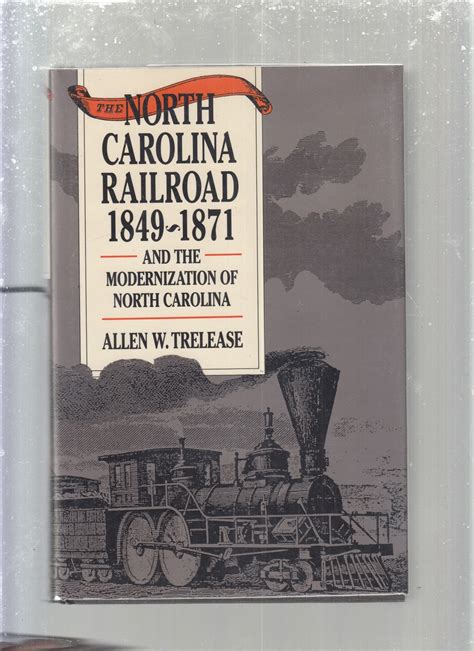 THE
NORTH
CAROLINA
RAILROAD
1849~1871
AND THE
MODERNIZATION OF
NORTH CAROLINA
ALLEN W. TRELEASE